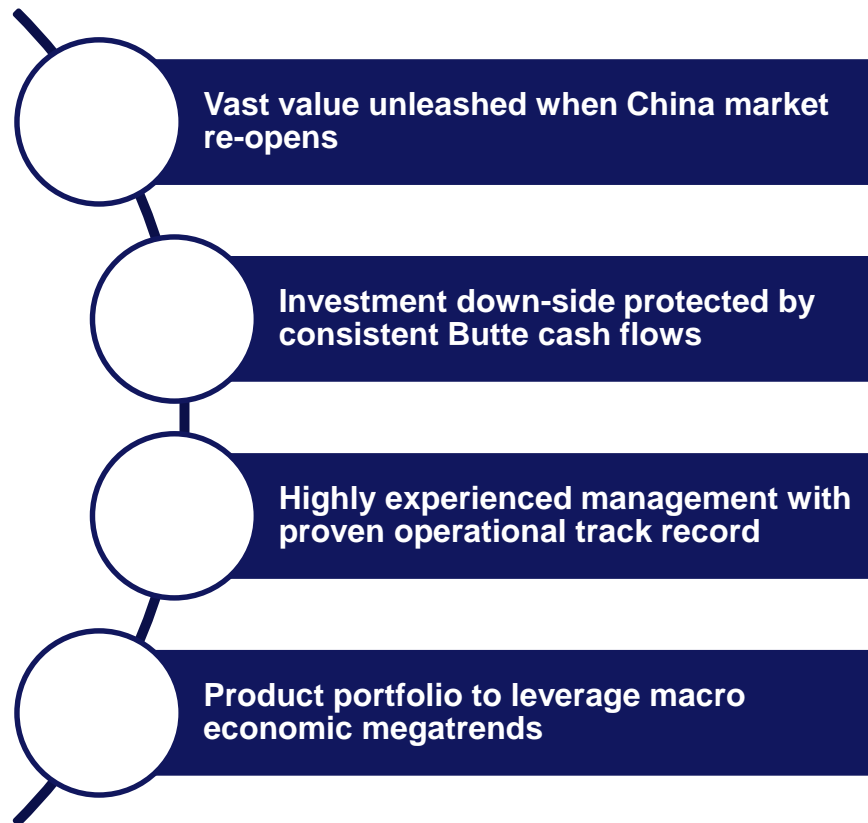 Vast value unleashed when China market
re-opens
Investment down-side protected by
consistent Butte cash flows
Highly experienced management with
proven operational track record
Product portfolio to leverage macro
economic megatrends